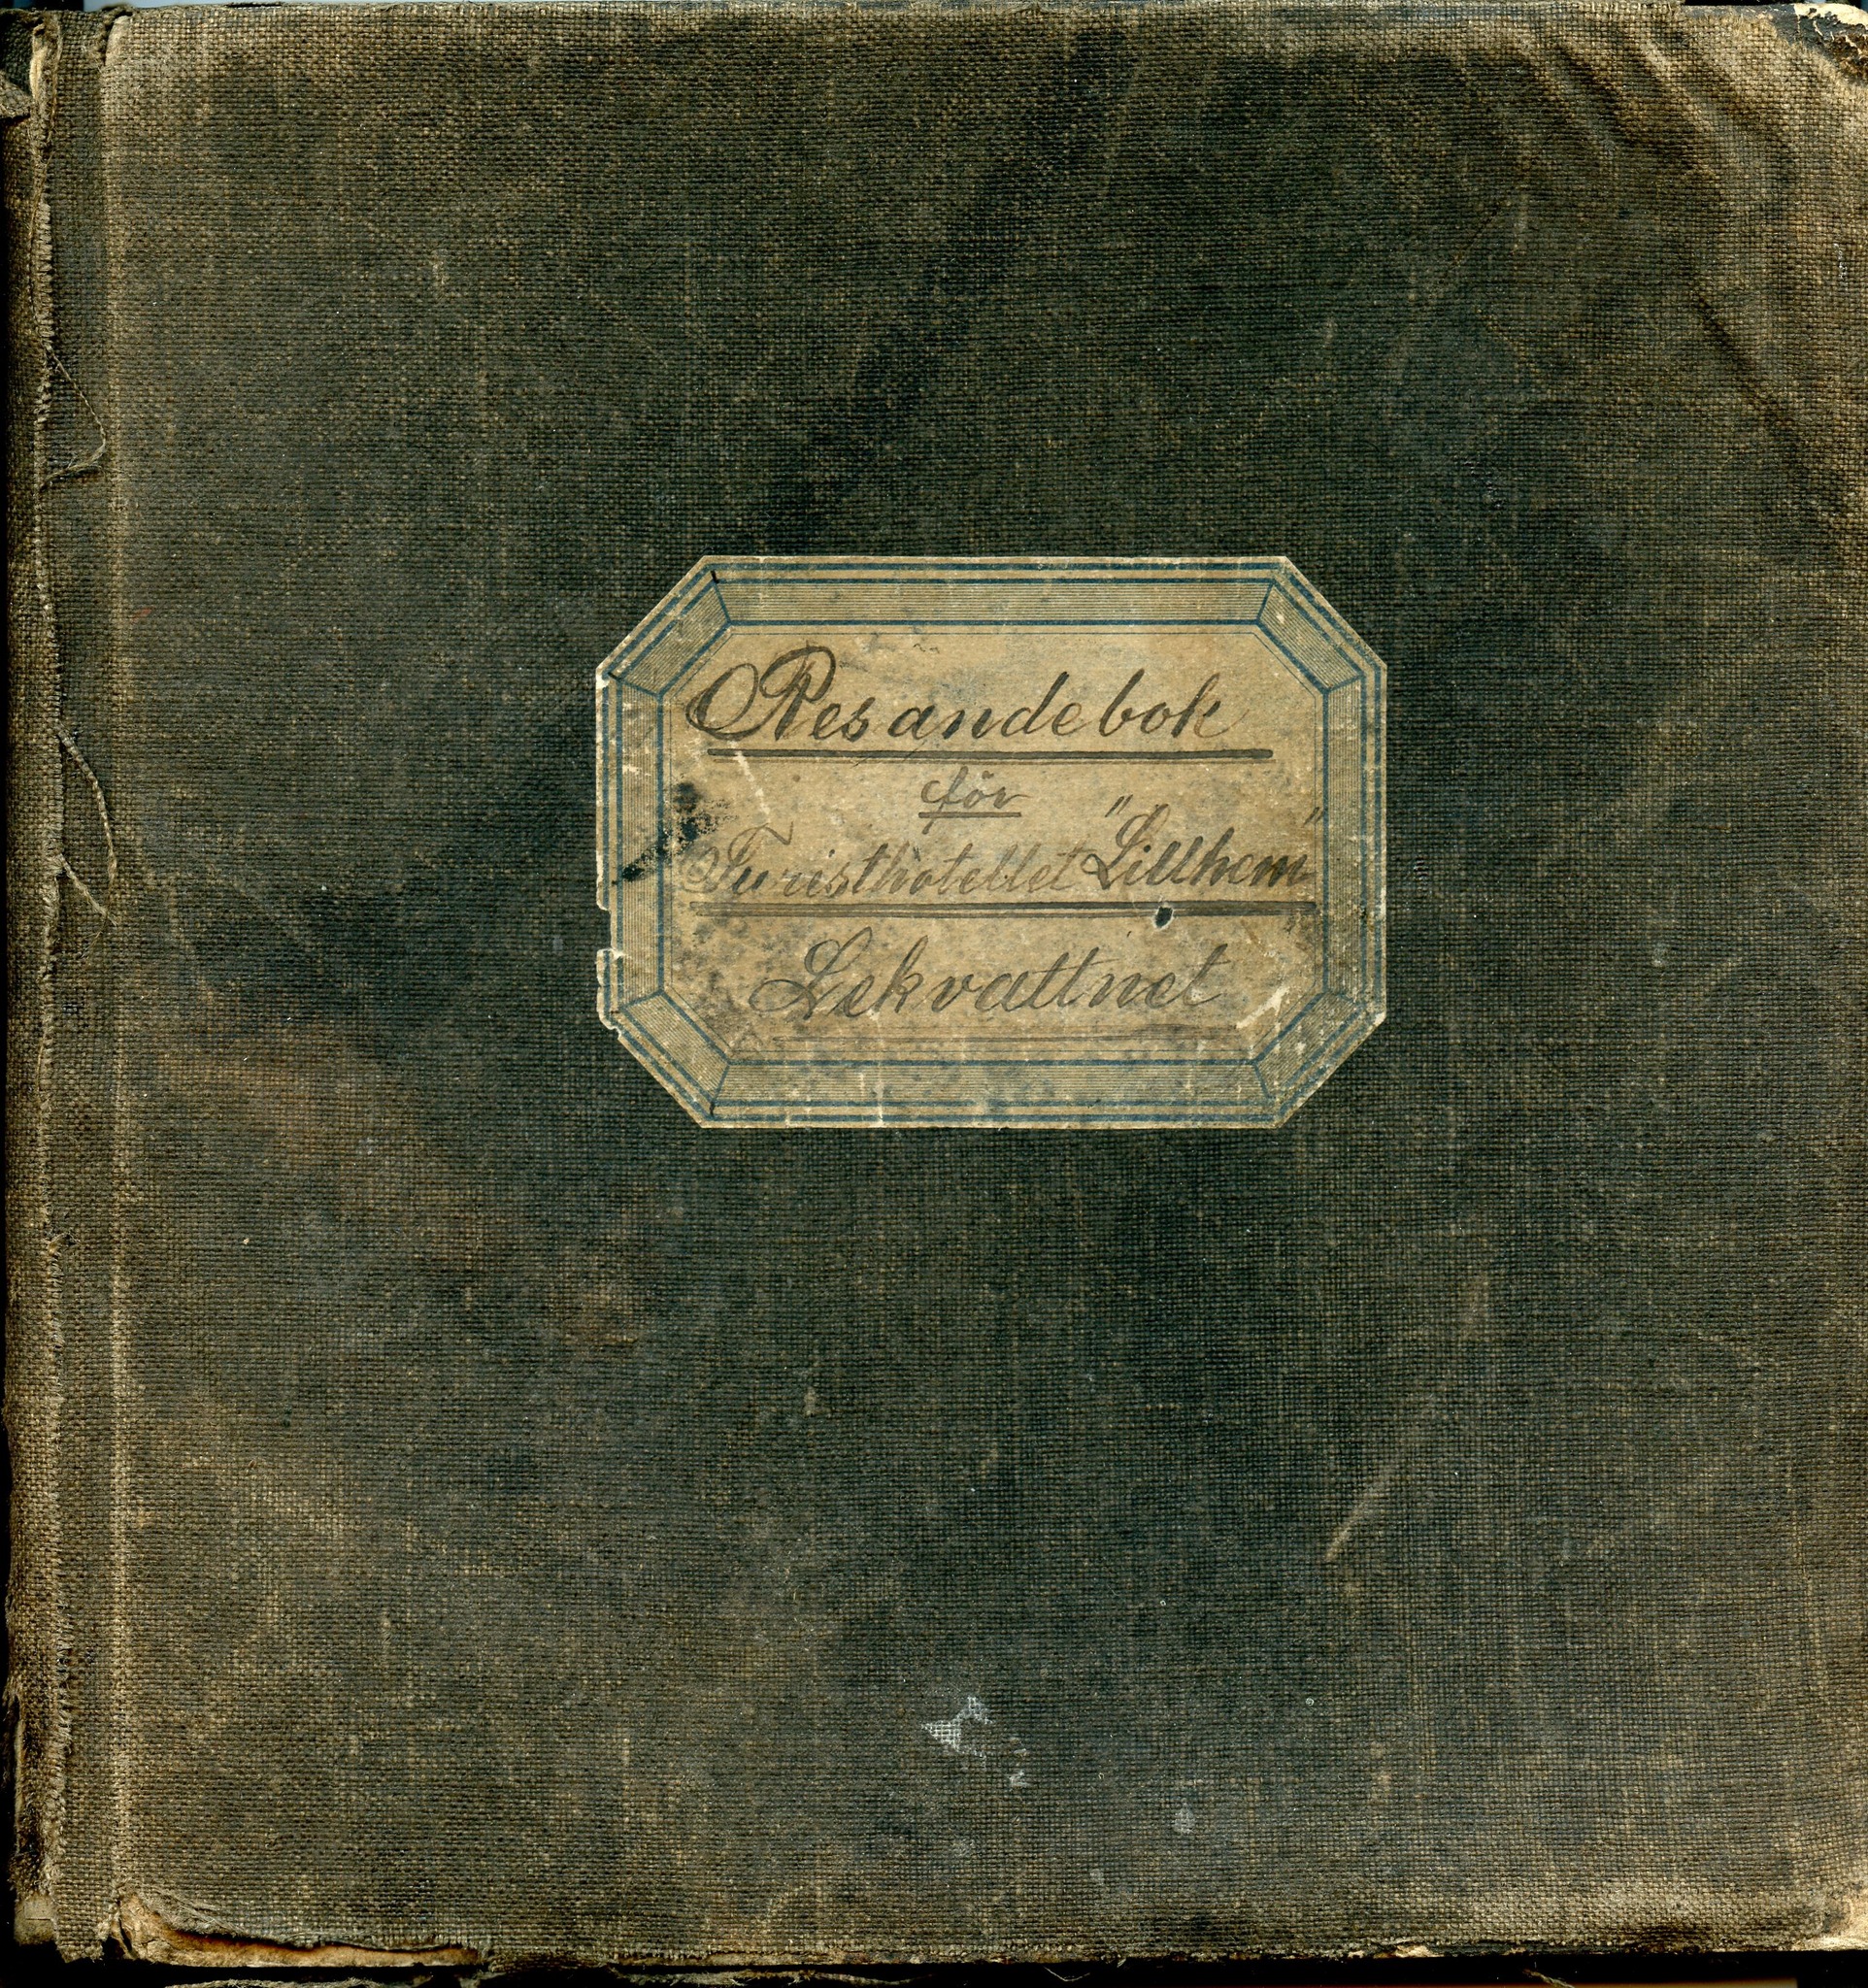 Resandebok
för
Turisthotellet "Lillhem"
Lekvattnet